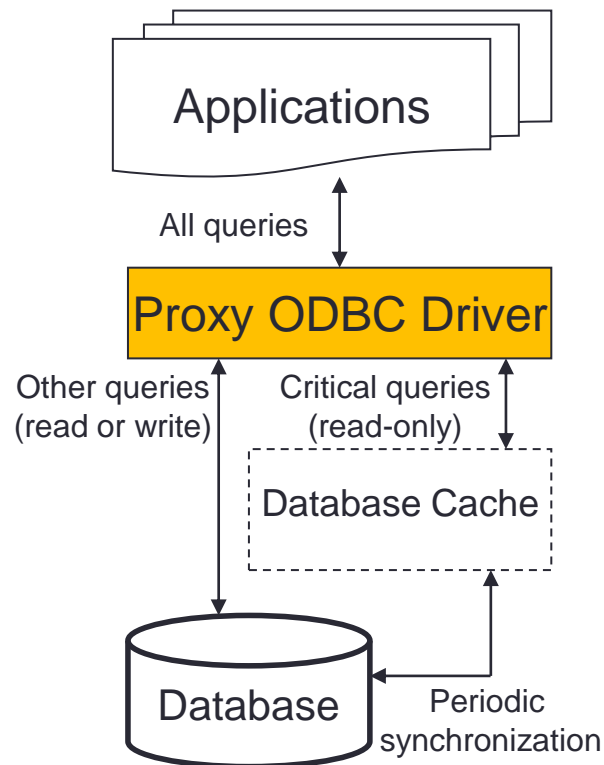 Applications
All queries
Proxy ODBC Driver
Other queries
(read or write)
Critical queries
(read-only)
Database Cache
Database
Periodic
synchronization